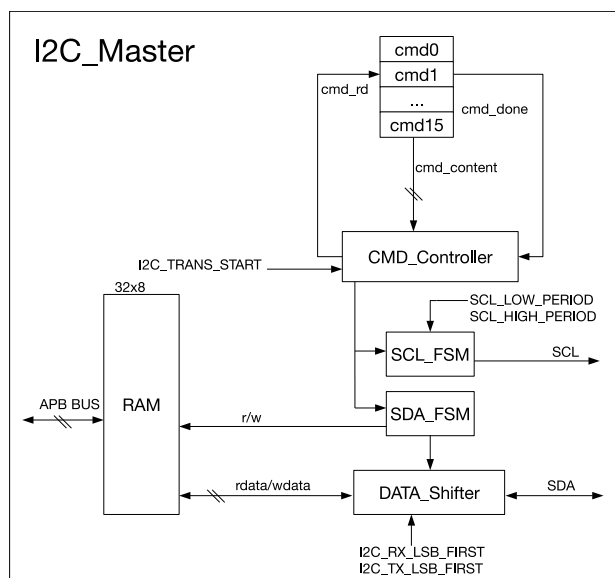 I2C_Master
cmd0
cmd1
...
cmd15
cmd_rd
cmd_done
cmd_content
I2C_TRANS_START
CMD_Controller
32x8
SCL_LOW_PERIOD
SCL_HIGH_PERIOD
SCL_FSM
SCL
APB BUS
RAM
r/w
SDA_FSM
rdata/wdata
DATA_Shifter
SDA
I2C_RX_LSB_FIRST
I2C_TX_LSB_FIRST